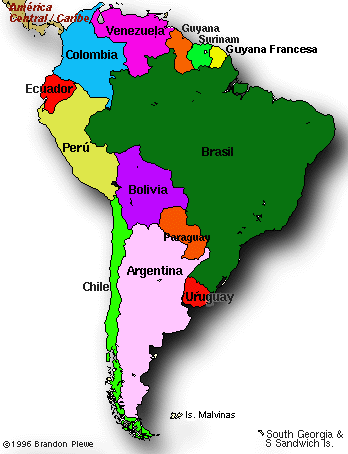 América
Central / Caribe
Venezuela
Guyana
Surinam
Guyana Francesa
Colombia
Ecuador
Perú
Brasil
Bolivia
Paraguay
Chile
Argentina
Uruguay
Is. Malvinas
South Georgia &
S Sandwich Is.
©1996 Brandon Plewe